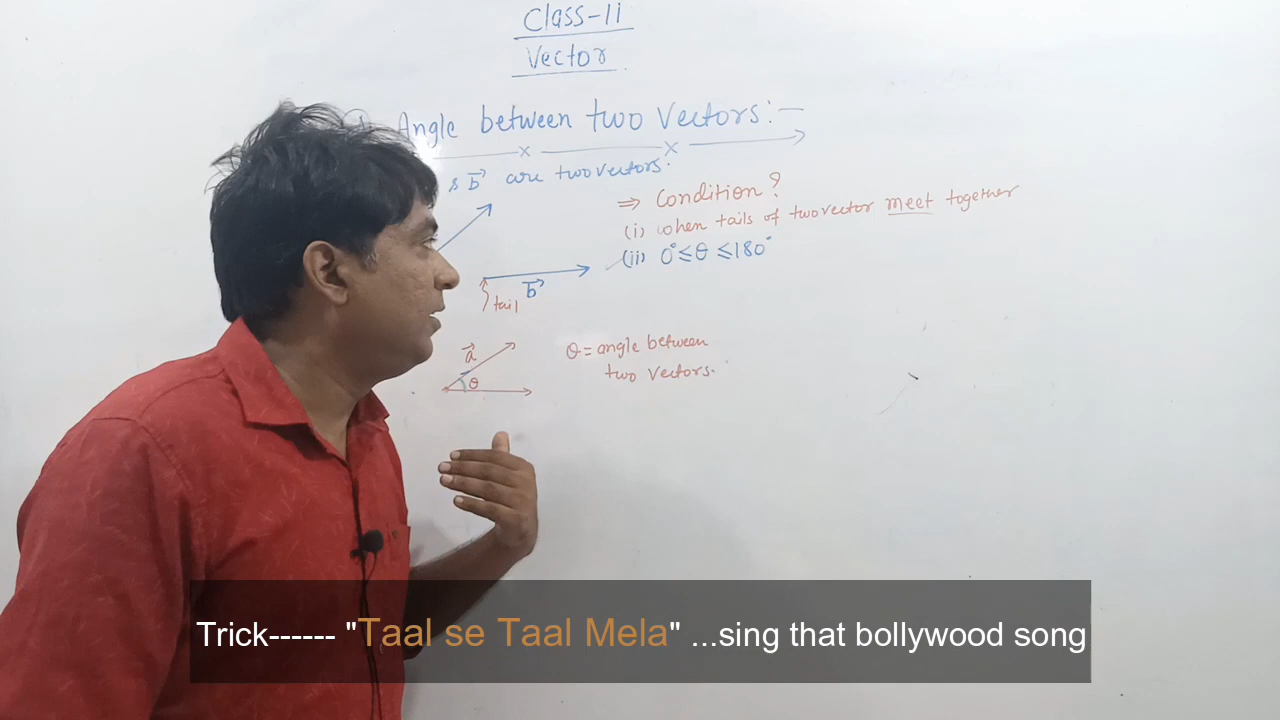 Class-11
Vector
Angle between two Vectors:-
& b⃗ are two vectors.
⇒ Condition?
(i) when tails of two vector meet together
(ii) 0° ≤ θ ≤ 180°
b⃗
tail
a⃗
θ
θ = angle between
two vectors.
Trick------ "Taal se Taal Mela" ...sing that bollywood song